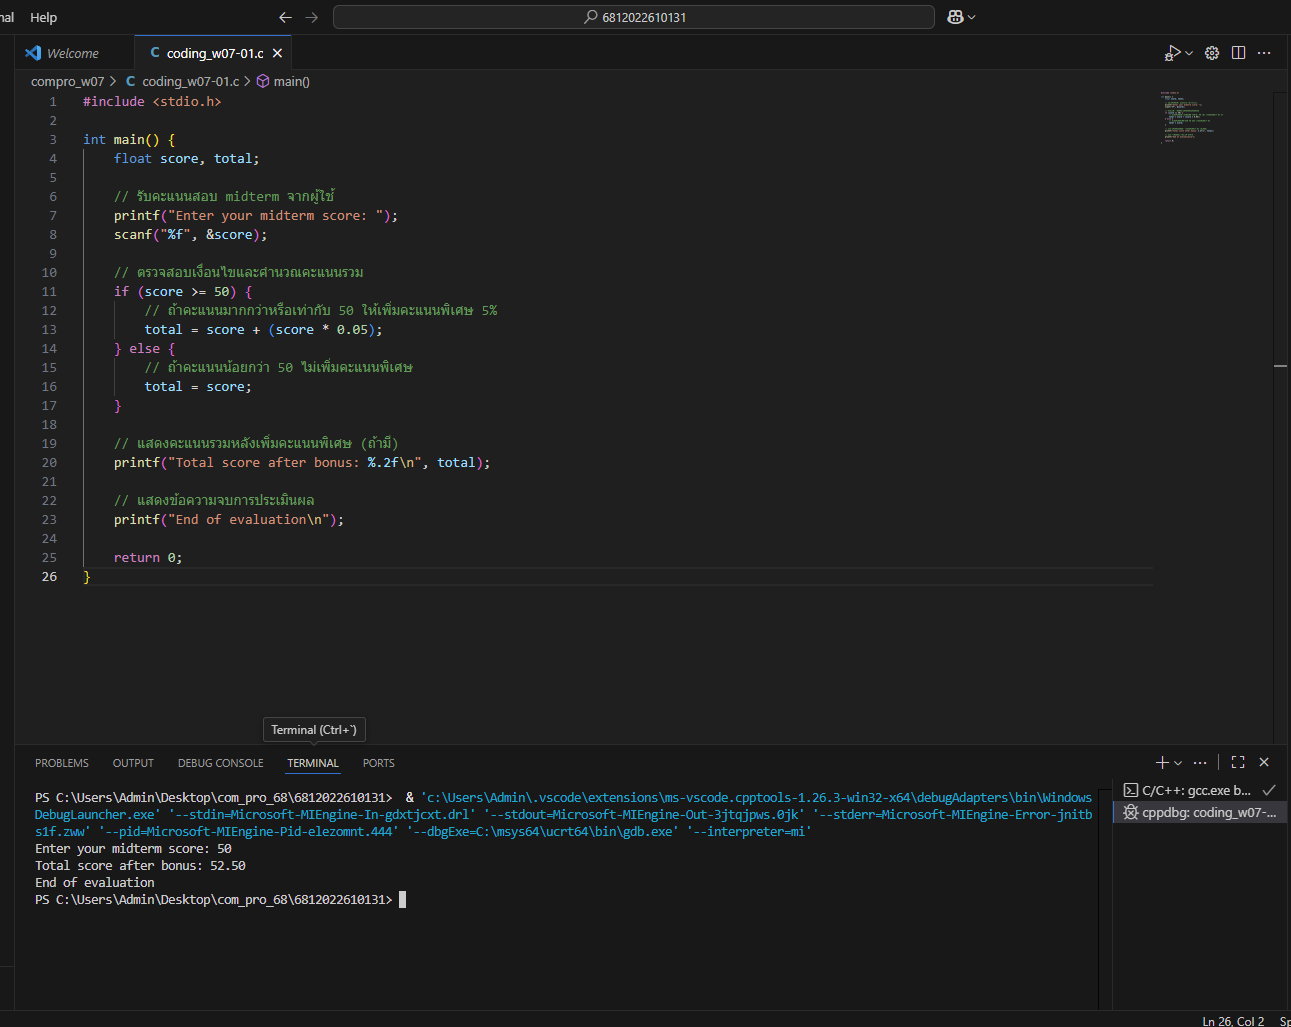 nal Help 6812022610131
Welcome C coding_w07-01.c
compro_w07 > C coding_w07-01.c > main()
1 #include <stdio.h>
2
3 int main() {
4 float score, total;
5
6 // รับคะแนนสอบ midterm จากผู้ใช้
7 printf("Enter your midterm score: ");
8 scanf("%f", &score);
9
10 // ตรวจสอบเงื่อนไขและคำนวณคะแนนรวม
11 if (score >= 50) {
12 // ถ้าคะแนนมากกว่าหรือเท่ากับ 50 ให้เพิ่มคะแนนพิเศษ 5%
13 total = score + (score * 0.05);
14 } else {
15 // ถ้าคะแนนน้อยกว่า 50 ไม่เพิ่มคะแนนพิเศษ
16 total = score;
17 }
18
19 // แสดงคะแนนรวมหลังเพิ่มคะแนนพิเศษ (ถ้ามี)
20 printf("Total score after bonus: %.2f\n", total);
21
22 // แสดงข้อความจบการประเมินผล
23 printf("End of evaluation\n");
24
25 return 0;
26 }
Terminal (Ctrl+`)
PROBLEMS OUTPUT DEBUG CONSOLE TERMINAL PORTS
PS C:\Users\Admin\Desktop\com_pro_68\6812022610131> & 'c:\Users\Admin\.vscode\extensions\ms-vscode.cpptools-1.26.3-win32-x64\debugAdapters\bin\Windows
DebugLauncher.exe' '--stdin=Microsoft-MIEngine-In-gdxtjcxt.drl' '--stdout=Microsoft-MIEngine-Out-3jtqjpws.0jk' '--stderr=Microsoft-MIEngine-Error-jnitb
s1f.zww' '--pid=Microsoft-MIEngine-Pid-elezomnt.444' '--dbgExe=C:\msys64\ucrt64\bin\gdb.exe' '--interpreter=mi'
Enter your midterm score: 50
Total score after bonus: 52.50
End of evaluation
PS C:\Users\Admin\Desktop\com_pro_68\6812022610131>
C/C++: gcc.exe b...
cppdbg: coding_w07-...
Ln 26, Col 2 Sp